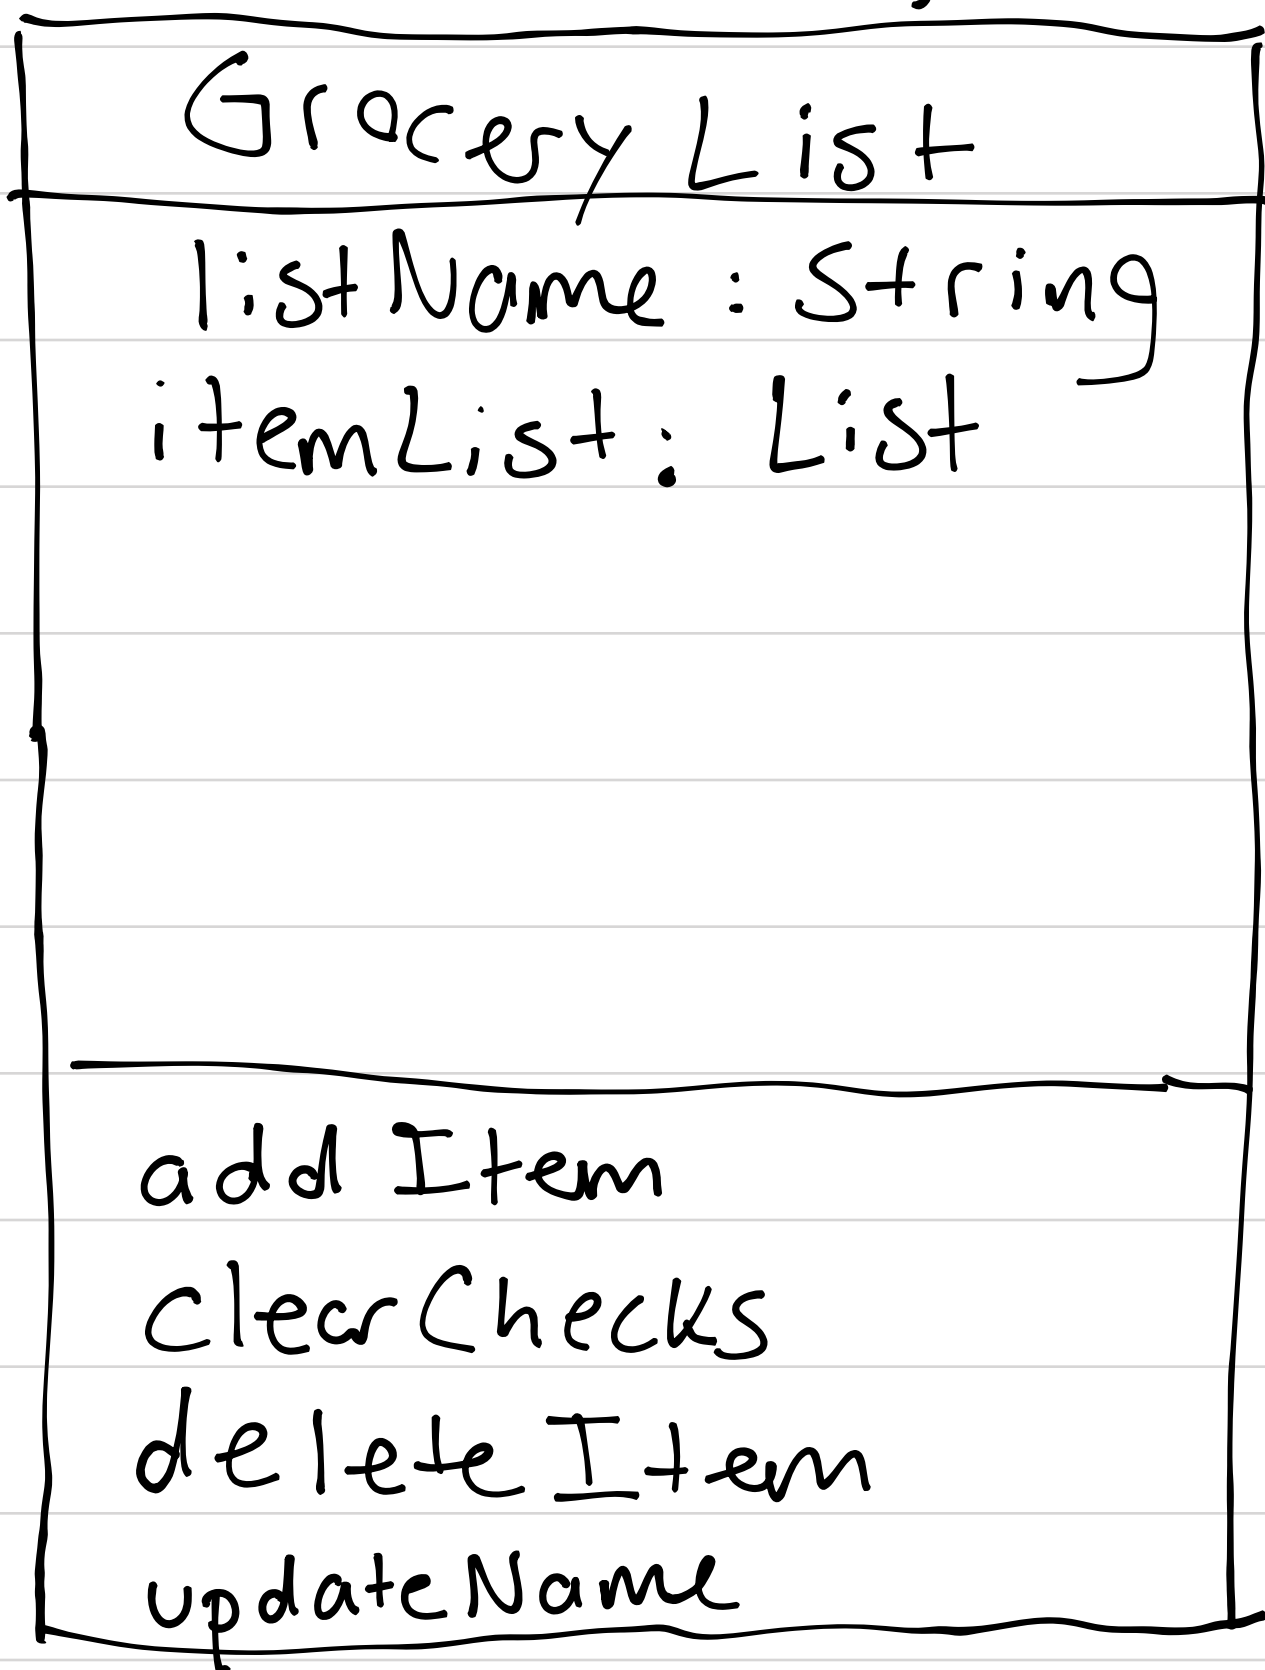 Grocery List
listName : String
itemList : List
addItem
clearChecks
deleteItem
updateName